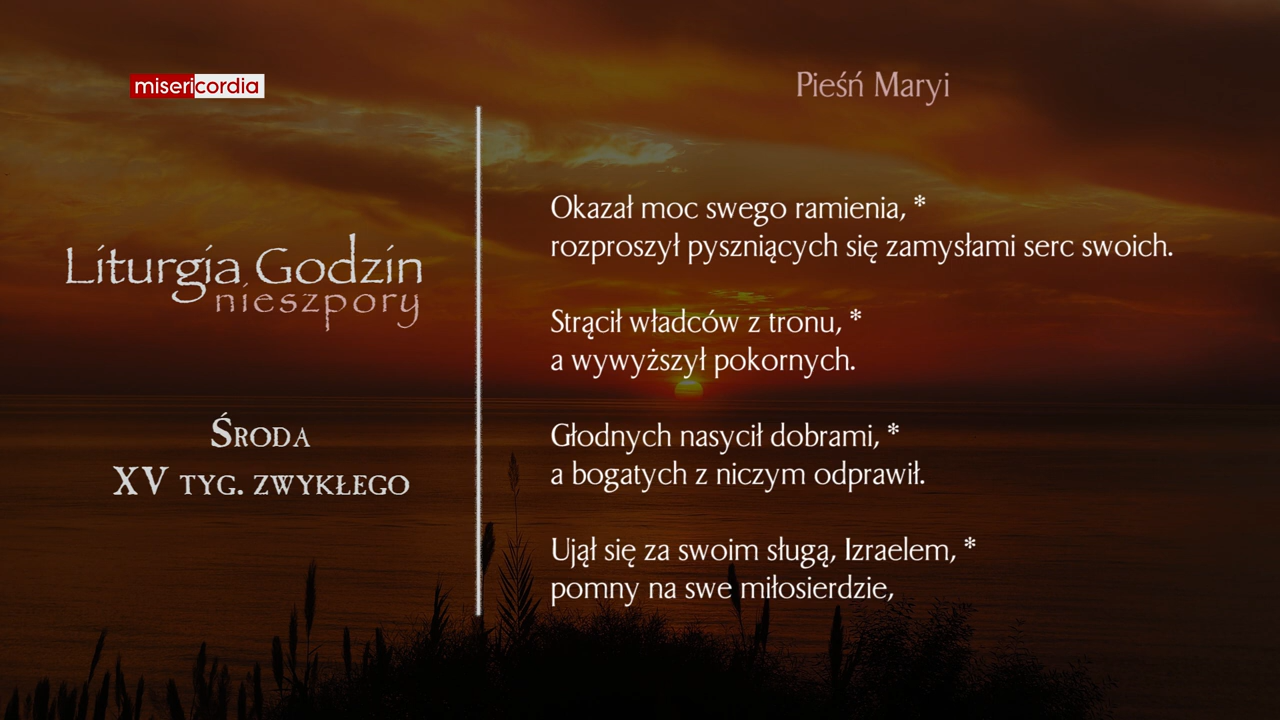 misericordia
Liturgia Godzin
nieszpory
Środa
XV tyg. zwykłego
Pieśń Maryi
Okazał moc swego ramienia, *
rozproszył pyszniących się zamysłami serc swoich.
Strącił władców z tronu, *
a wywyższył pokornych.
Głodnych nasycił dobrami, *
a bogatych z niczym odprawił.
Ujął się za swoim sługą, Izraelem, *
pomny na swe miłosierdzie,